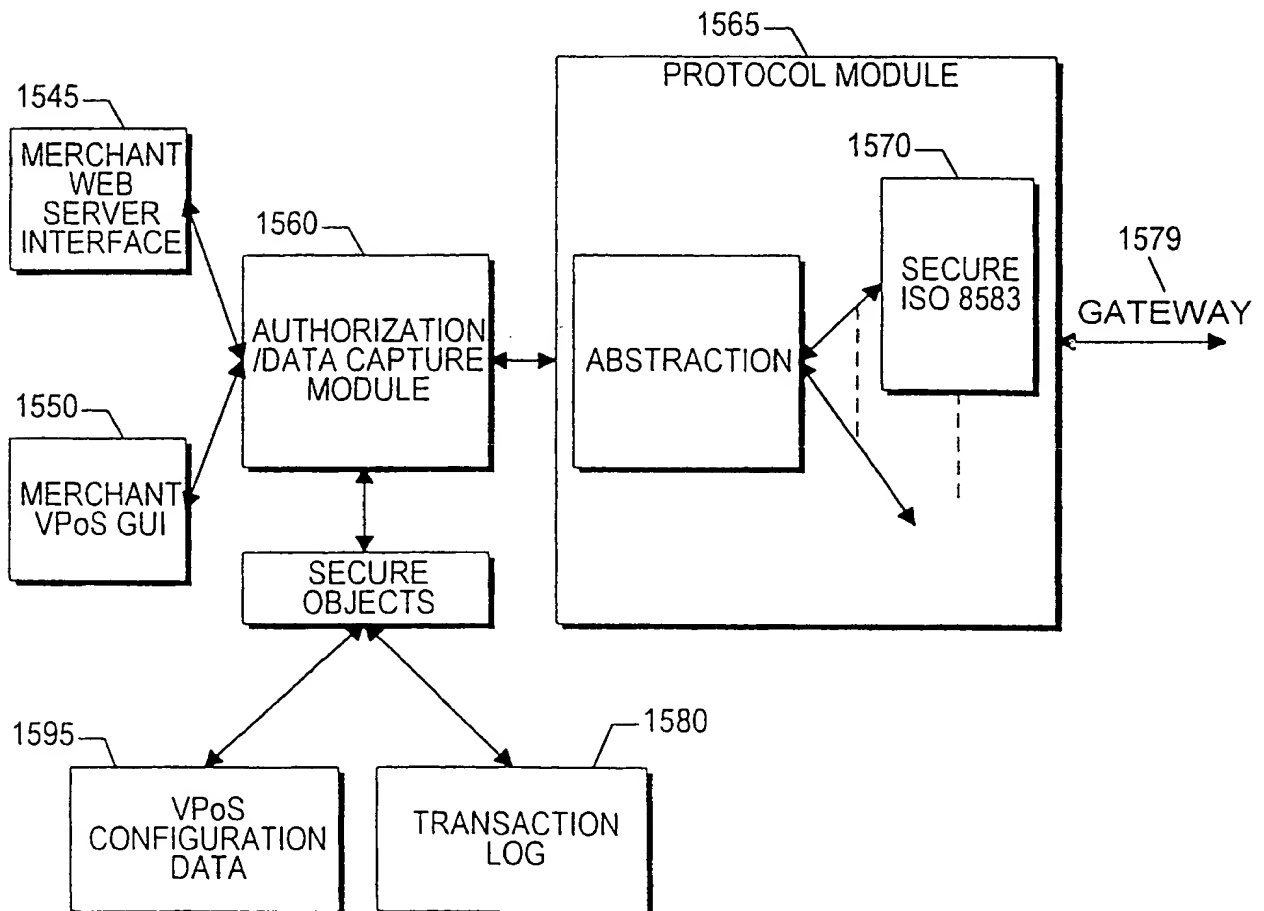 1565
PROTOCOL MODULE
1545
MERCHANT
WEB
SERVER
INTERFACE
1570
SECURE
ISO 8583
1579
GATEWAY
1560
AUTHORIZATION
/DATA CAPTURE
MODULE
ABSTRACTION
1550
MERCHANT
VPoS GUI
SECURE
OBJECTS
1595
VPoS
CONFIGURATION
DATA
1580
TRANSACTION
LOG